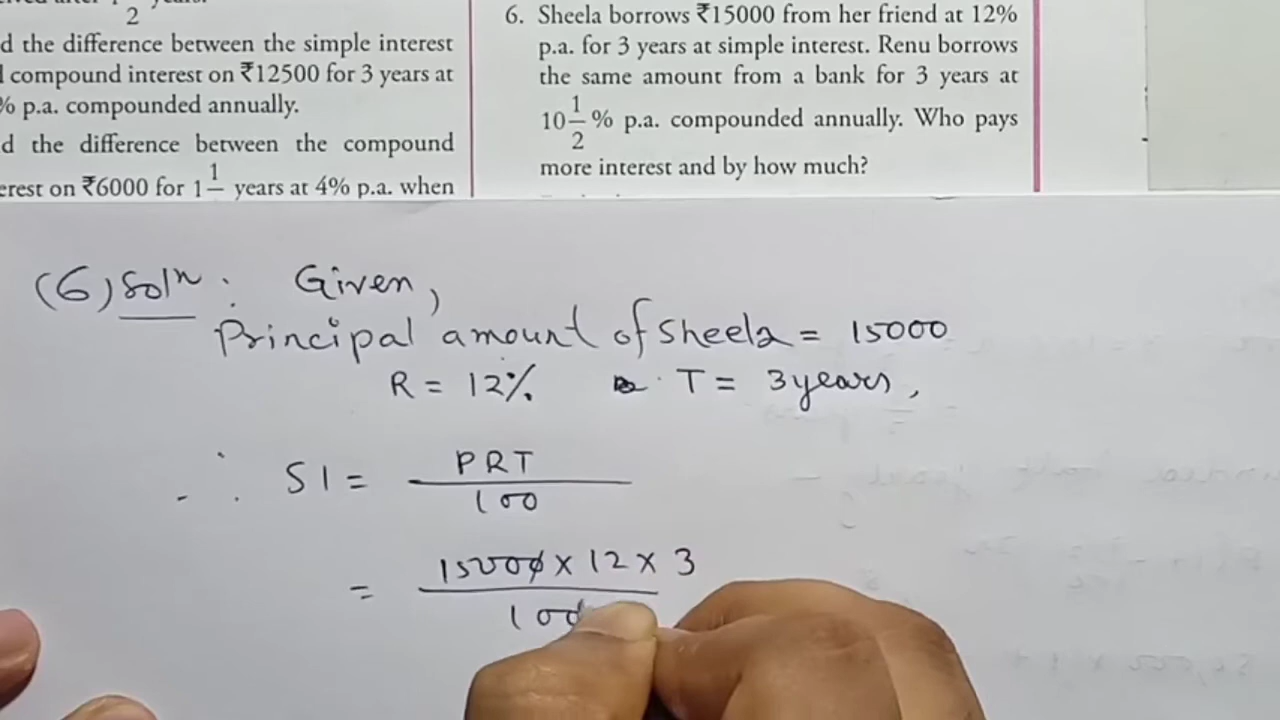 2
d the difference between the simple interest
compound interest on ₹12500 for 3 years at
% p.a. compounded annually.
d the difference between the compound
erest on ₹6000 for 1 1/2 years at 4% p.a. when
6. Sheela borrows ₹15000 from her friend at 12%
p.a. for 3 years at simple interest. Renu borrows
the same amount from a bank for 3 years at
10 1/2 % p.a. compounded annually. Who pays
more interest and by how much?
(6) Solⁿ : Given,
Principal amount of Sheela = 15000
R = 12% T = 3 years,
∴ SI = PRT/100
= 15000 × 12 × 3 / 100